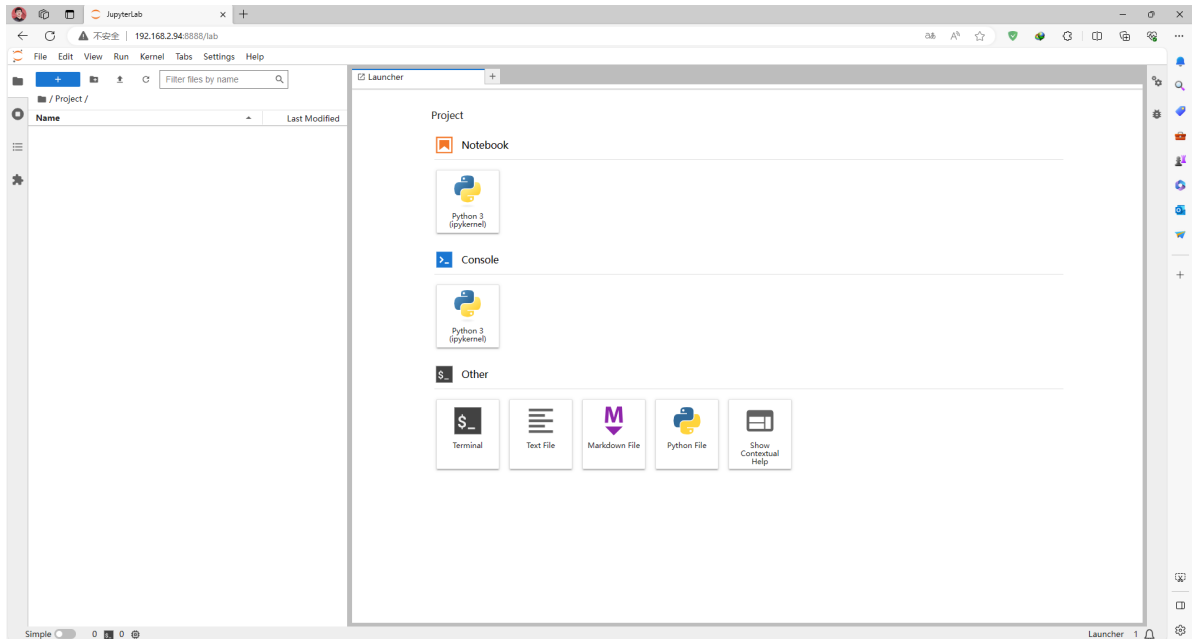 JupyterLab
不安全 | 192.168.2.94:8888/lab
File Edit View Run Kernel Tabs Settings Help
Filter files by name
/ Project /
Name Last Modified
Launcher
Project
Notebook
Python 3
(ipykernel)
Console
Python 3
(ipykernel)
$_ Other
$_
Terminal
Text File
M
Markdown File
Python File
Show
Contextual
Help
Simple 0 $_ 0
Launcher 1